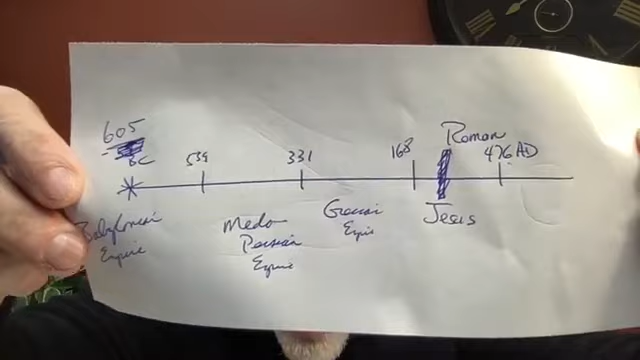 605
BC
539
331
168
Roman
476 AD
Babylonian
Empire
Medo
Persian
Empire
Grecian
Empire
Jesus